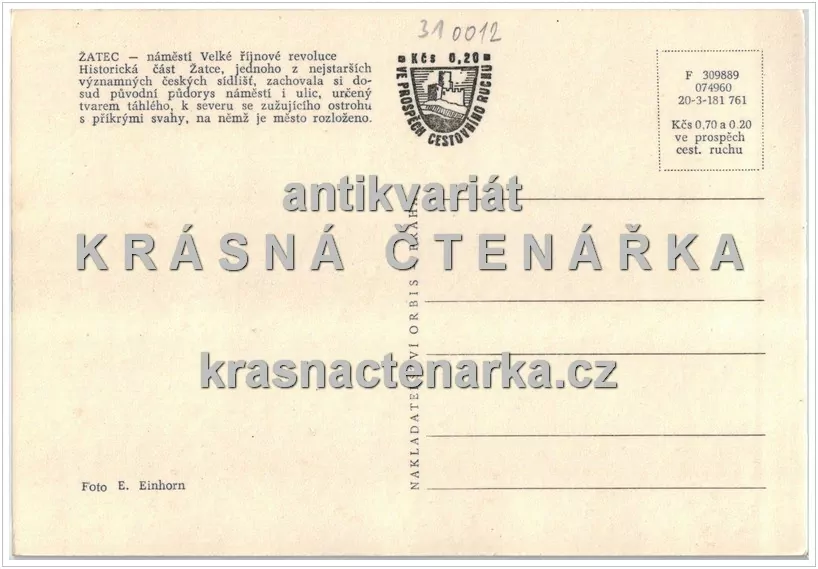 310012
ŽATEC — náměstí Velké říjnové revoluce
Historická část Žatce, jednoho z nejstarších
významných českých sídlišť, zachovala si do-
sud původní půdorys náměstí i ulic, určený
tvarem táhlého, k severu se zužujícího ostrohu
s příkrými svahy, na němž je město rozloženo.
Kčs 0,20
VE PROSPĚCH CESTOVNÍHO RUCHU
F 309889
074960
20-3-181 761
Kčs 0,70 a 0.20
ve prospěch
cest. ruchu
antikvariát
KRÁSNÁ ČTENÁŘKA
krasnactenarka.cz
NAKLADATELSTVÍ ORBIS PRAHA
Foto E. Einhorn